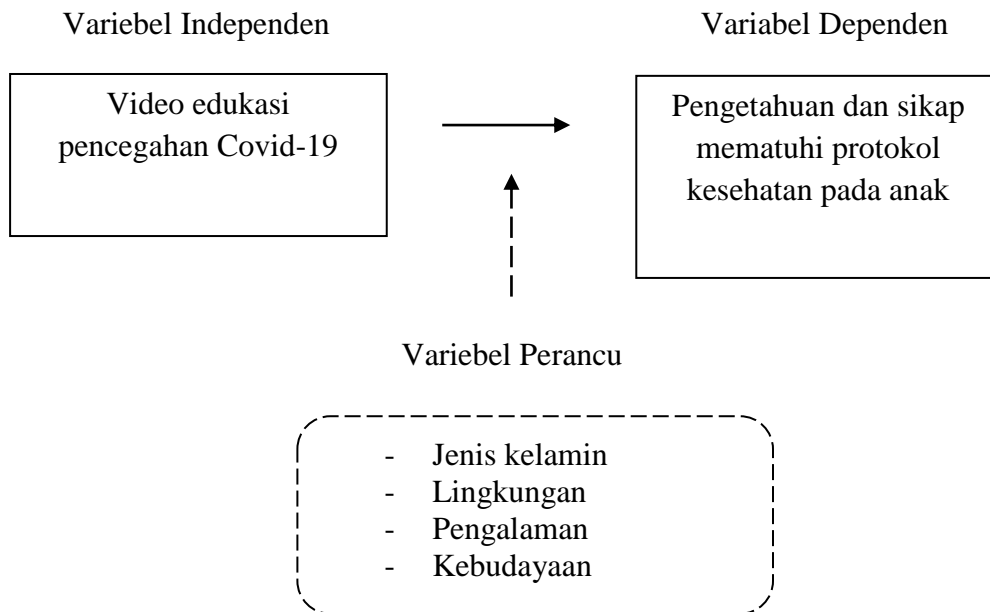 Variebel Independen
Variabel Dependen
Video edukasi
pencegahan Covid-19
Pengetahuan dan sikap
mematuhi protokol
kesehatan pada anak
Variebel Perancu
- Jenis kelamin
- Lingkungan
- Pengalaman
- Kebudayaan